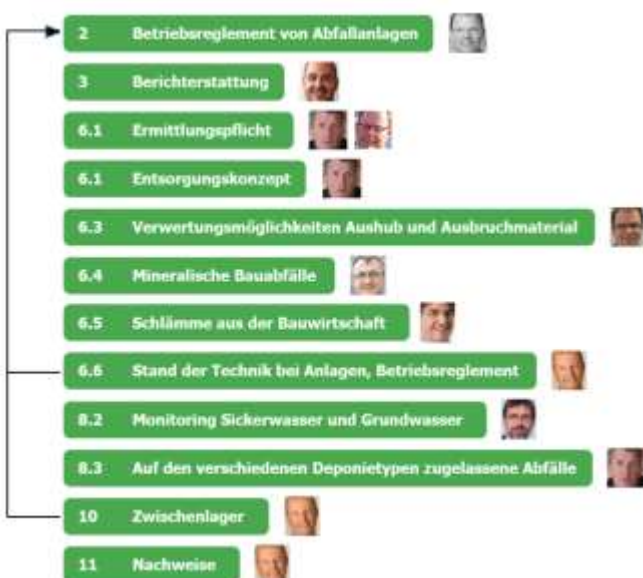 2 Betriebsreglement von Abfallanlagen
3 Berichterstattung
6.1 Ermittlungspflicht
6.1 Entsorgungskonzept
6.3 Verwertungsmöglichkeiten Aushub und Ausbruchmaterial
6.4 Mineralische Bauabfälle
6.5 Schlämme aus der Bauwirtschaft
6.6 Stand der Technik bei Anlagen, Betriebsreglement
8.2 Monitoring Sickerwasser und Grundwasser
8.3 Auf den verschiedenen Deponietypen zugelassene Abfälle
10 Zwischenlager
11 Nachweise